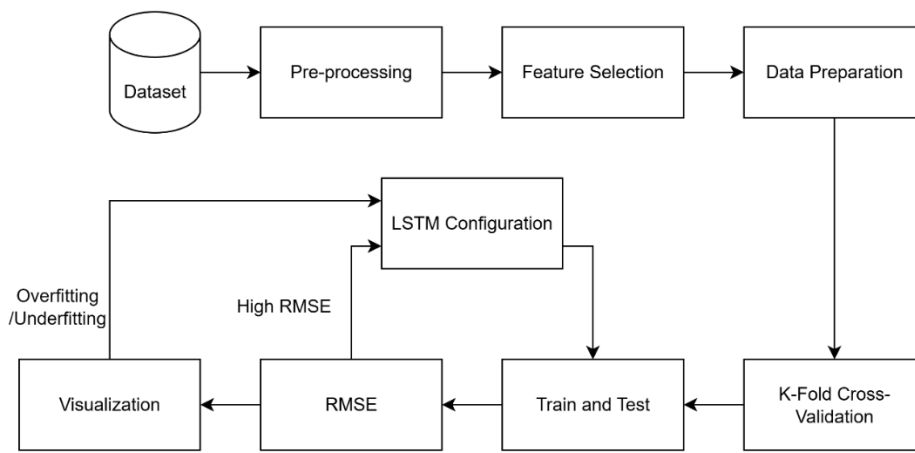 Dataset
Pre-processing
Feature Selection
Data Preparation
LSTM Configuration
Overfitting
/Underfitting
High RMSE
Visualization
RMSE
Train and Test
K-Fold Cross-
Validation